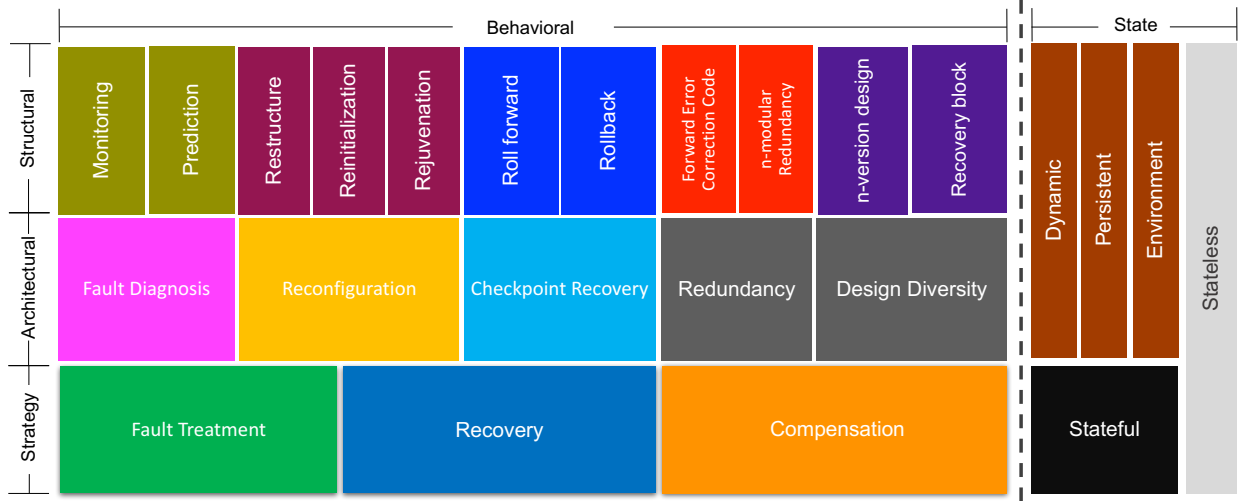 Behavioral
State
Structural
Monitoring
Prediction
Restructure
Reinitialization
Rejuvenation
Roll forward
Rollback
Forward Error
Correction Code
n-modular
Redundancy
n-version design
Recovery block
Dynamic
Persistent
Environment
Stateless
Architectural
Fault Diagnosis
Reconfiguration
Checkpoint Recovery
Redundancy
Design Diversity
Strategy
Fault Treatment
Recovery
Compensation
Stateful